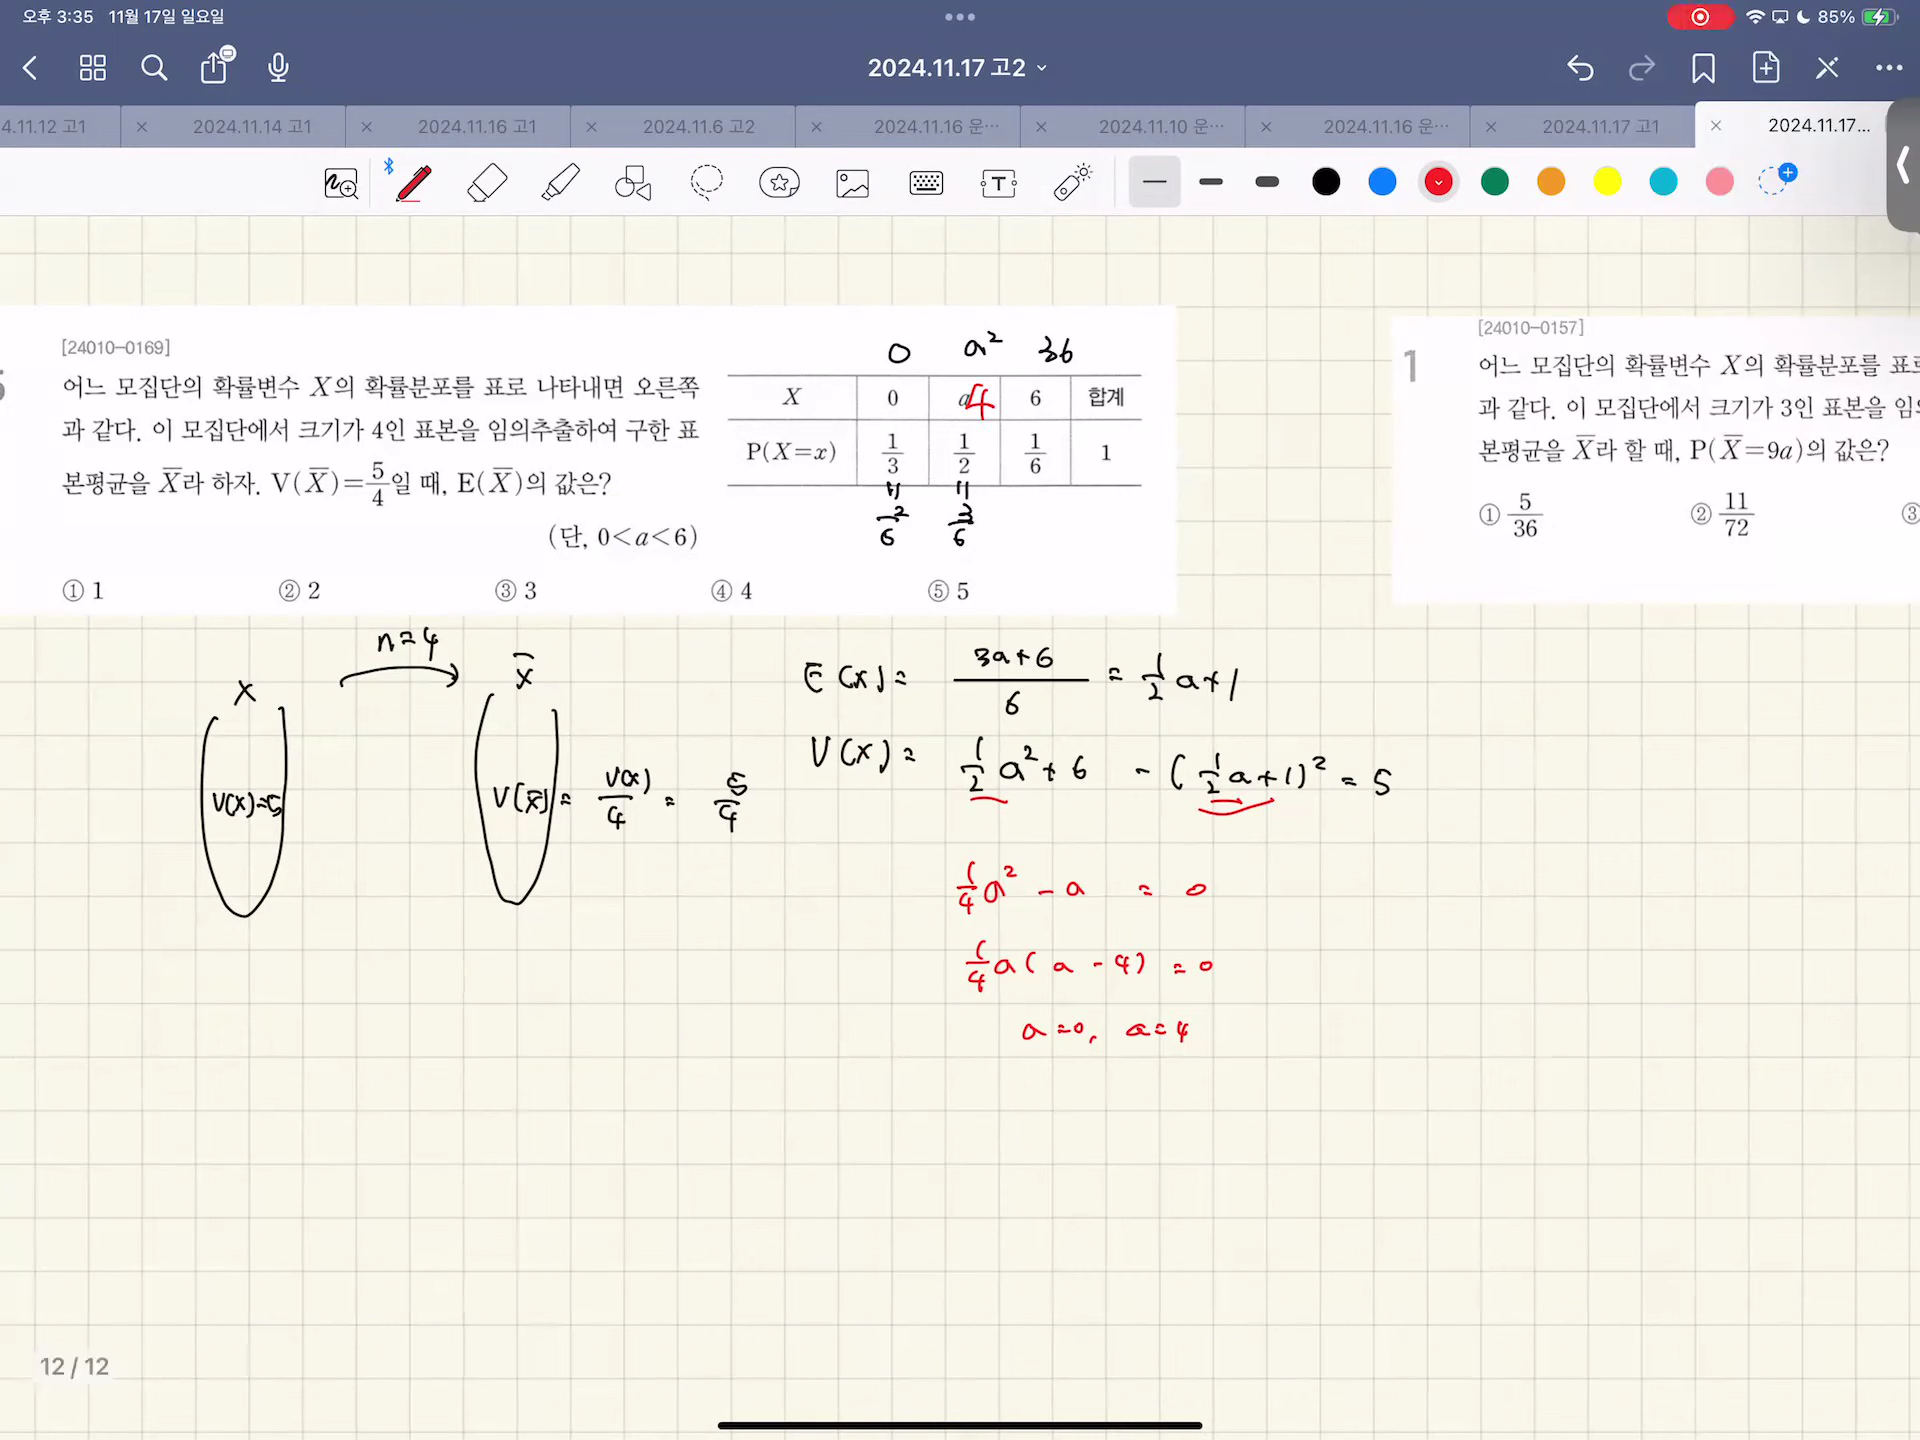 오후 3:35 11월 17일 일요일
85%
2024.11.17 고2
4.11.12 고1
2024.11.14 고1
2024.11.16 고1
2024.11.6 고2
2024.11.16 운…
2024.11.10 운…
2024.11.16 운…
2024.11.17 고1
2024.11.17...
[24010-0169]
어느 모집단의 확률변수 X의 확률분포를 표로 나타내면 오른쪽
과 같다. 이 모집단에서 크기가 4인 표본을 임의추출하여 구한 표
본평균을 X̅라 하자. V(X̅)=5/4일 때, E(X̅)의 값은?
(단, 0<a<6)
0 a² 36
X 0 4 6 합계
P(X=x) 1/3 1/2 1/6 1
= =
2/6 3/6
① 1 ② 2 ③ 3 ④ 4 ⑤ 5
1
[24010-0157]
어느 모집단의 확률변수 X의 확률분포를
과 같다. 이 모집단에서 크기가 3인 표본을
본평균을 X̅라 할 때, P(X̅=9a)의 값은?
① 5/36 ② 11/72 ③
n=4
X X̅
V(X)=5
V(X̅) = V(X)/4 = 5/4
E(X) = (3a+6)/6 = 1/2 a+1
V(X) = 1/2 a² + 6 - (1/2 a+1)² = 5
1/4 a² - a = 0
1/4 a(a-4) = 0
a=0, a=4
12 / 12